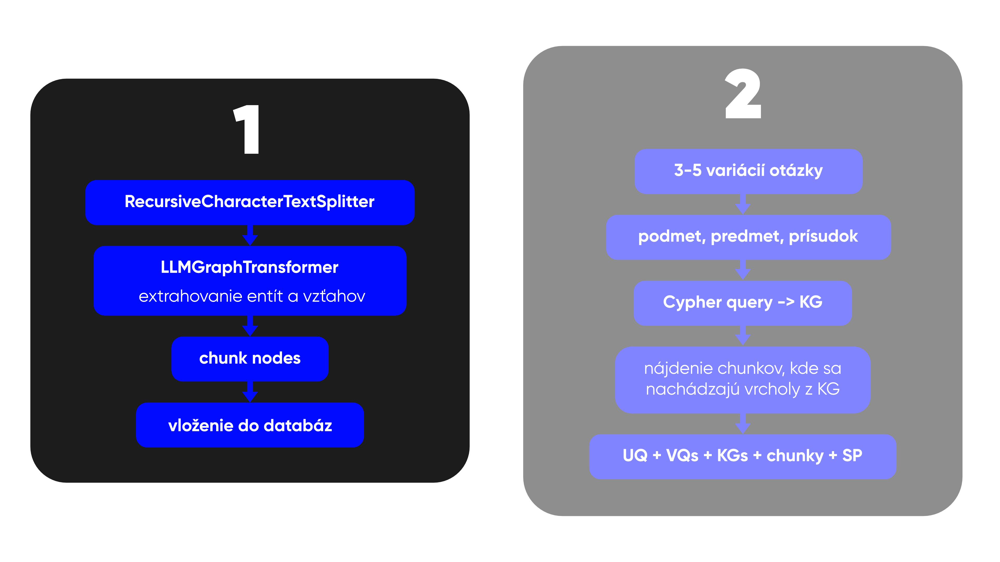 1
RecursiveCharacterTextSplitter
LLMGraphTransformer
extrahovanie entít a vzťahov
chunk nodes
vloženie do databáz
2
3-5 variácií otázky
podmet, predmet, prísudok
Cypher query -> KG
nájdenie chunkov, kde sa
nachádzajú vrcholy z KG
UQ + VQs + KGs + chunky + SP